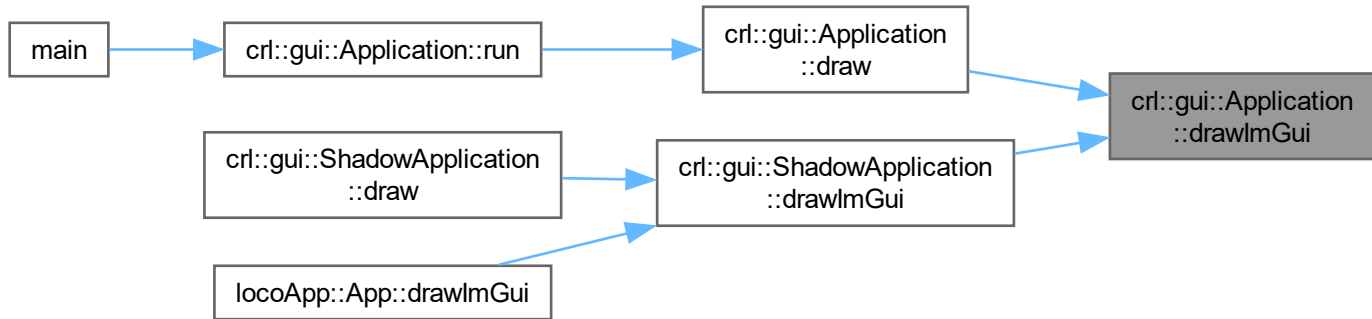 main
crl::gui::Application::run
crl::gui::Application
::draw
crl::gui::Application
::drawImGui
crl::gui::ShadowApplication
::draw
crl::gui::ShadowApplication
::drawImGui
locoApp::App::drawImGui